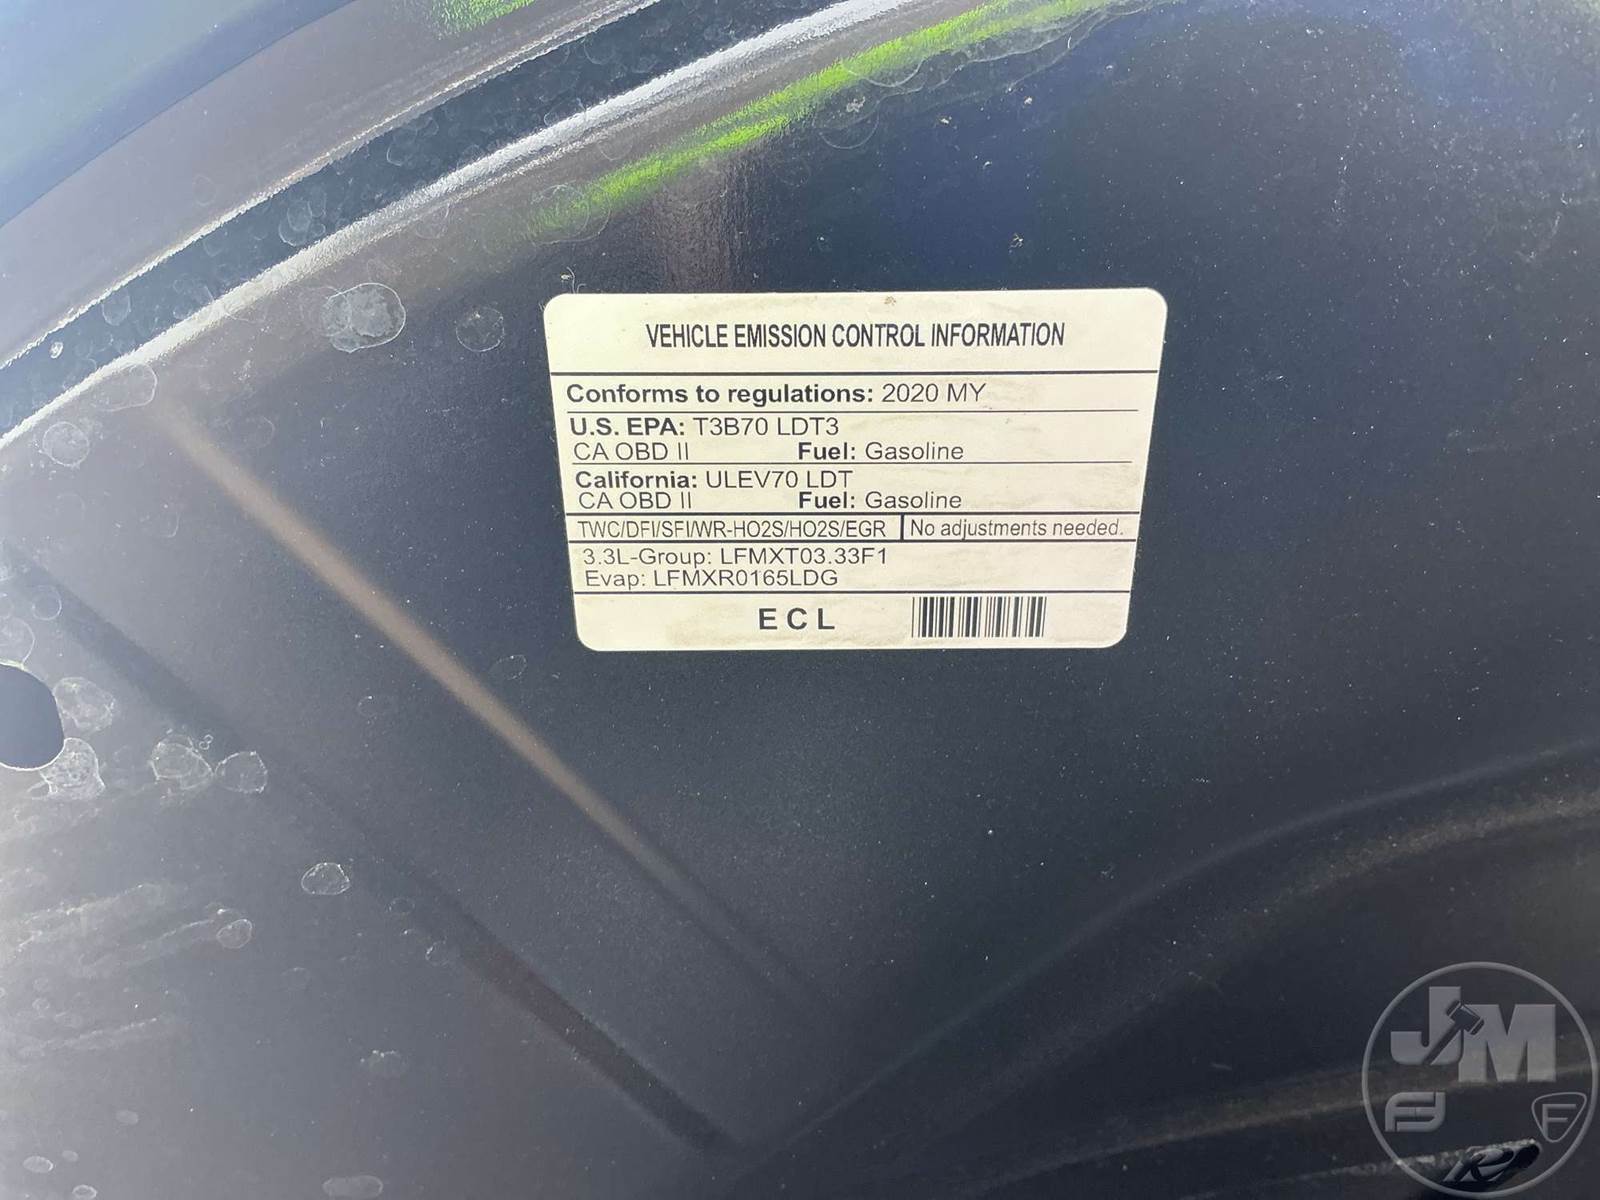 VEHICLE EMISSION CONTROL INFORMATION
Conforms to regulations: 2020 MY
U.S. EPA: T3B70 LDT3
CA OBD II Fuel: Gasoline
California: ULEV70 LDT
CA OBD II Fuel: Gasoline
TWC/DFI/SFI/WR-HO2S/HO2S/EGR No adjustments needed.
3.3L-Group: LFMXT03.33F1
Evap: LFMXR0165LDG
ECL
JM